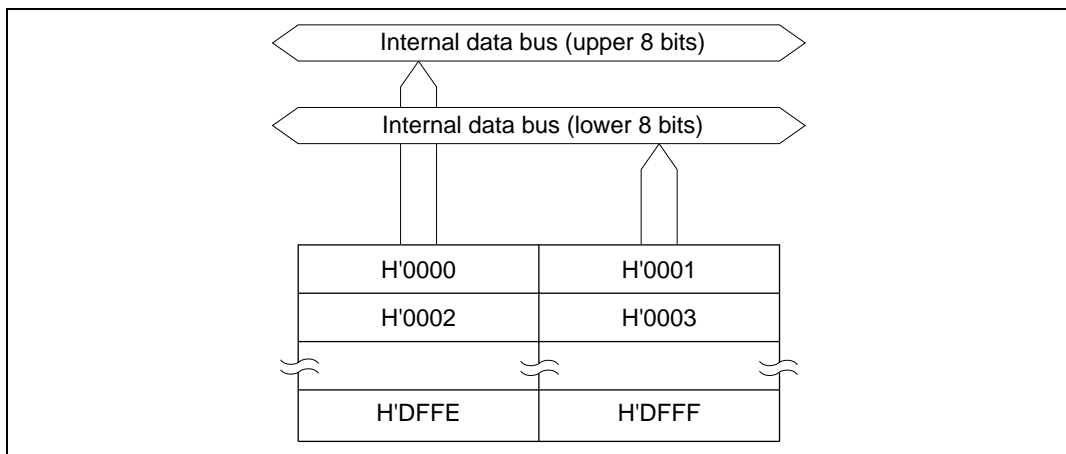 Internal data bus (upper 8 bits)
Internal data bus (lower 8 bits)
H'0000 H'0001
H'0002 H'0003
H'DFFE H'DFFF